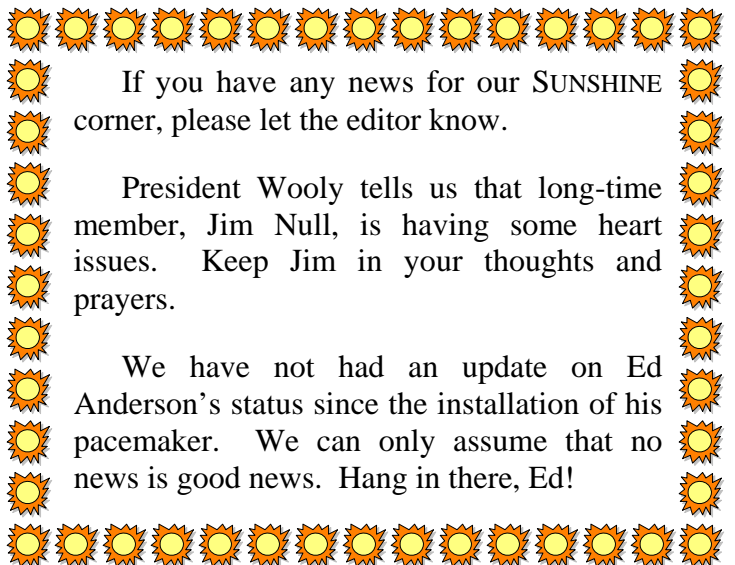 If you have any news for our SUNSHINE
corner, please let the editor know.
President Wooly tells us that long-time
member, Jim Null, is having some heart
issues. Keep Jim in your thoughts and
prayers.
We have not had an update on Ed
Anderson’s status since the installation of his
pacemaker. We can only assume that no
news is good news. Hang in there, Ed!